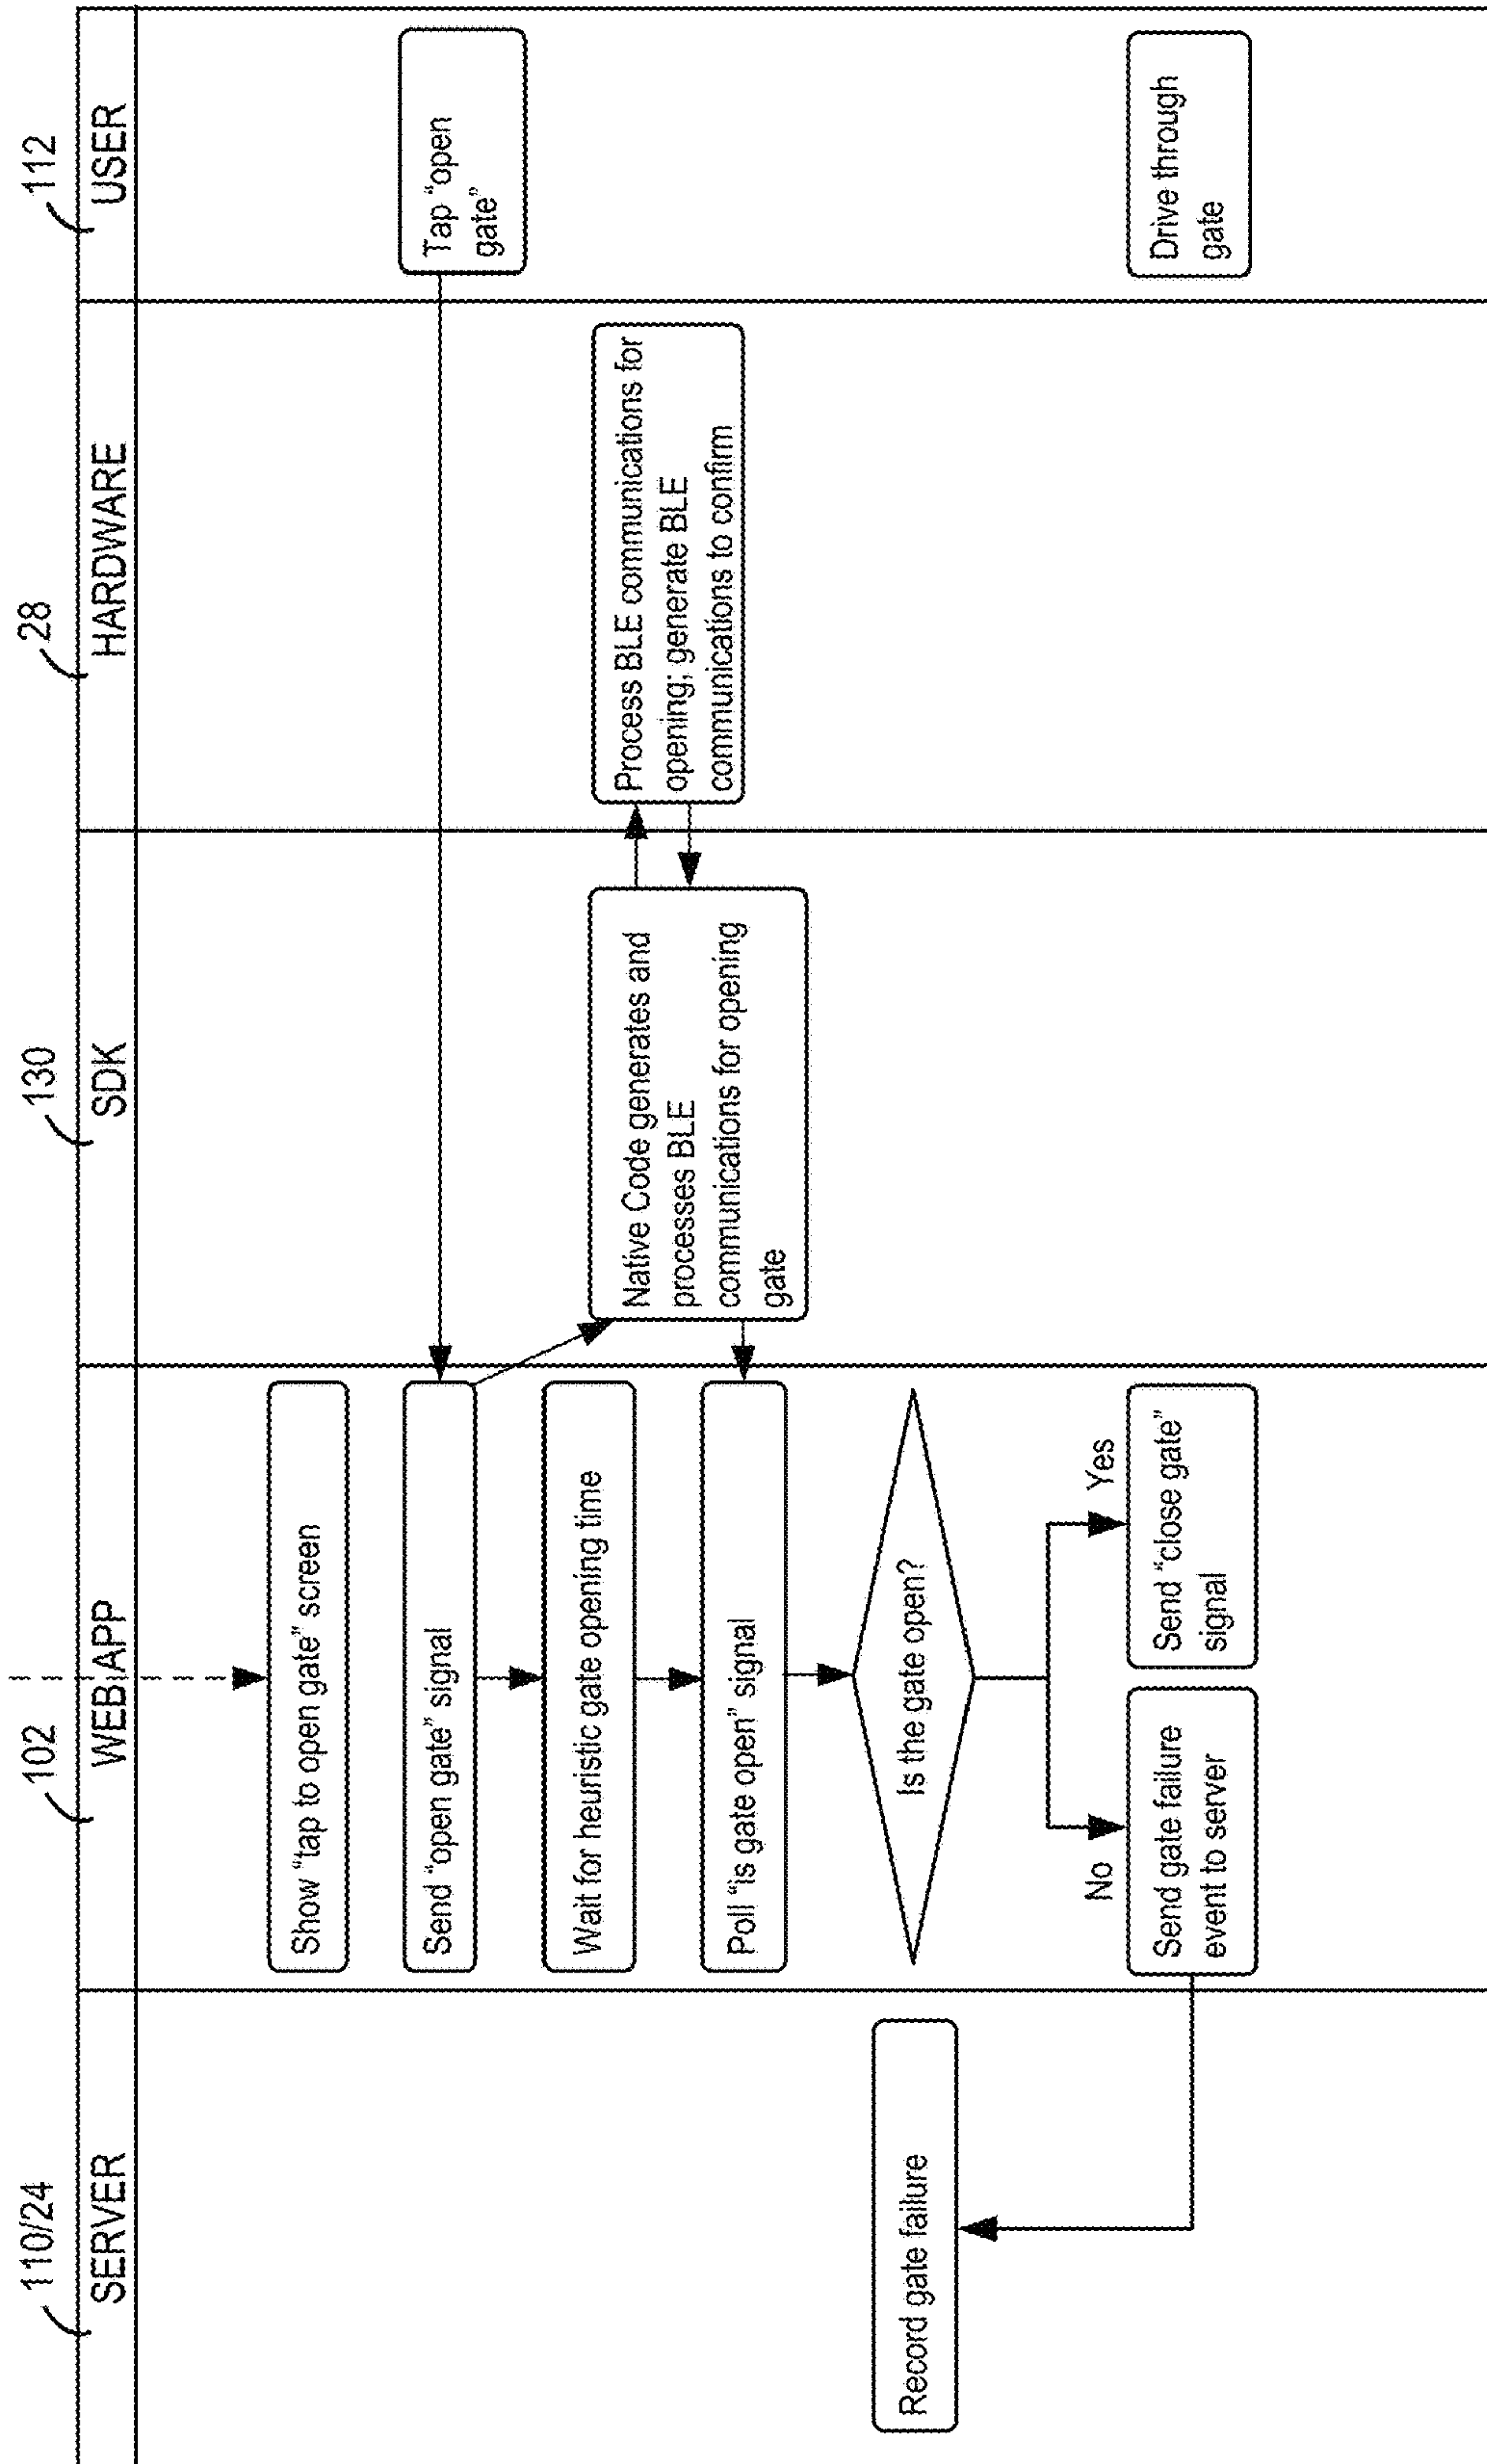 110/24
SERVER
102
WEB APP
130
SDK
28
HARDWARE
112
USER
Show “tap to open gate” screen
Send “open gate” signal
Tap “open
gate”
Wait for heuristic gate opening time
Native Code generates and
processes BLE
communications for opening
gate
Process BLE communications for
opening; generate BLE
communications to confirm
Poll “is gate open” signal
Record gate failure
Is the gate open?
No
Yes
Send gate failure
event to server
Send “close gate”
signal
Drive through
gate